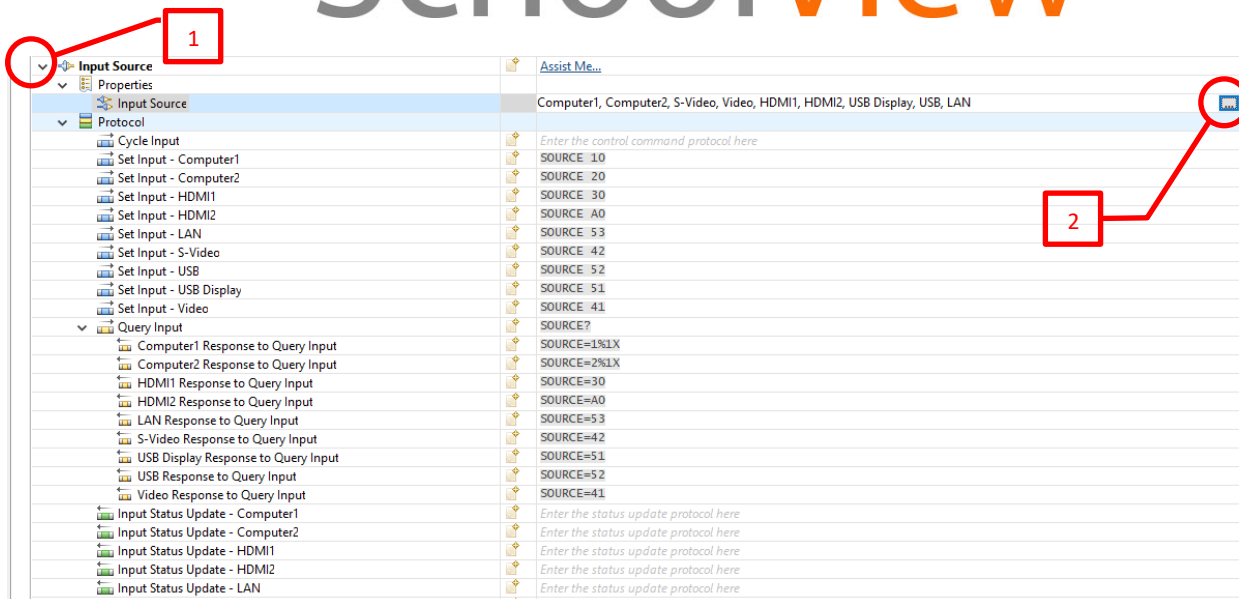 SchoolView
1
Input Source Assist Me...
Properties
Input Source Computer1, Computer2, S-Video, Video, HDMI1, HDMI2, USB Display, USB, LAN ...
Protocol
Cycle Input Enter the control command protocol here
Set Input - Computer1 SOURCE 10
Set Input - Computer2 SOURCE 20
Set Input - HDMI1 SOURCE 30
Set Input - HDMI2 SOURCE A0
2
Set Input - LAN SOURCE 53
Set Input - S-Video SOURCE 42
Set Input - USB SOURCE 52
Set Input - USB Display SOURCE 51
Set Input - Video SOURCE 41
Query Input SOURCE?
Computer1 Response to Query Input SOURCE=1%1X
Computer2 Response to Query Input SOURCE=2%1X
HDMI1 Response to Query Input SOURCE=30
HDMI2 Response to Query Input SOURCE=A0
LAN Response to Query Input SOURCE=53
S-Video Response to Query Input SOURCE=42
USB Display Response to Query Input SOURCE=51
USB Response to Query Input SOURCE=52
Video Response to Query Input SOURCE=41
Input Status Update - Computer1 Enter the status update protocol here
Input Status Update - Computer2 Enter the status update protocol here
Input Status Update - HDMI1 Enter the status update protocol here
Input Status Update - HDMI2 Enter the status update protocol here
Input Status Update - LAN Enter the status update protocol here